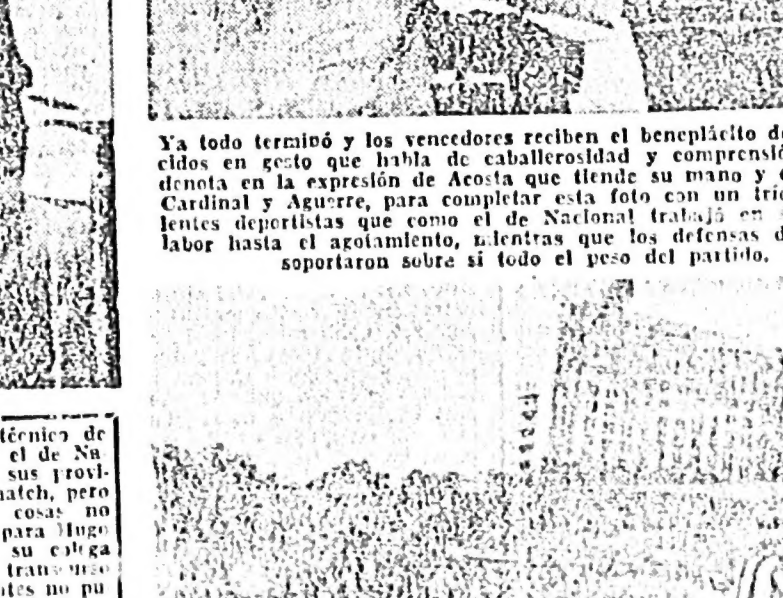 Ya todo terminó y los vencedores reciben el beneplácito de
cidos en gesto que habla de caballerosidad y comprensió
denota en la expresión de Acosta que tiende su mano y
Cardinal y Aguerre, para completar esta foto con un
lentes deportistas que como el de Nacional trabajó en
labor hasta el agotamiento, mientras que los defensas d
soportaron sobre si todo el peso del partido.
técnico de
el de Na-
sus provi-
match, pero
cosas no
para Hugo
su colega
no pu